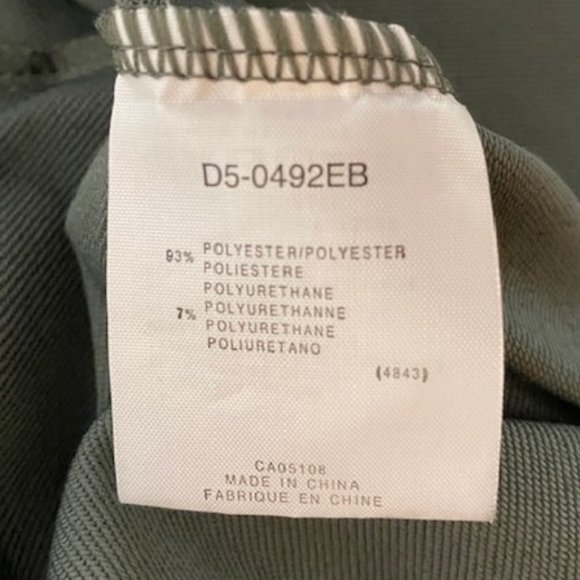 D5-0492EB
93% POLYESTER/POLYESTER
POLIESTERE
POLYURETHANE
7% POLYURETHANNE
POLYURETHANE
POLIURETANO
(4843)
CA05108
MADE IN CHINA
FABRIQUE EN CHINE